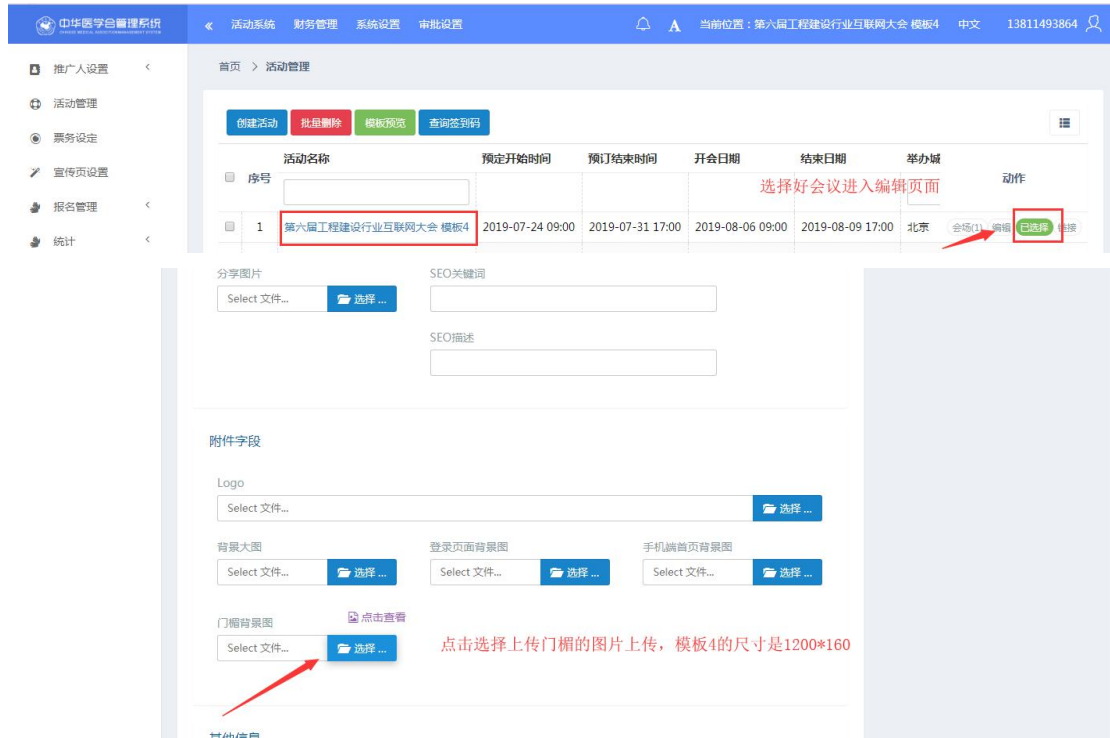 中华医学会管理系统
« 活动系统 财务管理 系统设置 审批设置 A 当前位置：第六届工程建设行业互联网大会 模板4 中文 13811493864
推广人设置 <
首页 > 活动管理
活动管理
创建活动 批量删除 模板预览 查询签到码
票务设定
活动名称 预定开始时间 预订结束时间 开会日期 结束日期 举办城
宣传页设置
序号 动作
选择好会议进入编辑页面
报名管理 <
1 第六届工程建设行业互联网大会 模板4 2019-07-24 09:00 2019-07-31 17:00 2019-08-06 09:00 2019-08-09 17:00 北京 会场(1) 编辑 已选择 链接
统计 <
分享图片 SEO关键词
Select 文件... 选择 ...
SEO描述
附件字段
Logo
Select 文件... 选择 ...
背景大图 登录页面背景图 手机端首页背景图
Select 文件... 选择 ... Select 文件... 选择 ... Select 文件... 选择 ...
门楣背景图 点击查看
Select 文件... 选择 ... 点击选择上传门楣的图片上传，模板4的尺寸是1200*160
其他信息